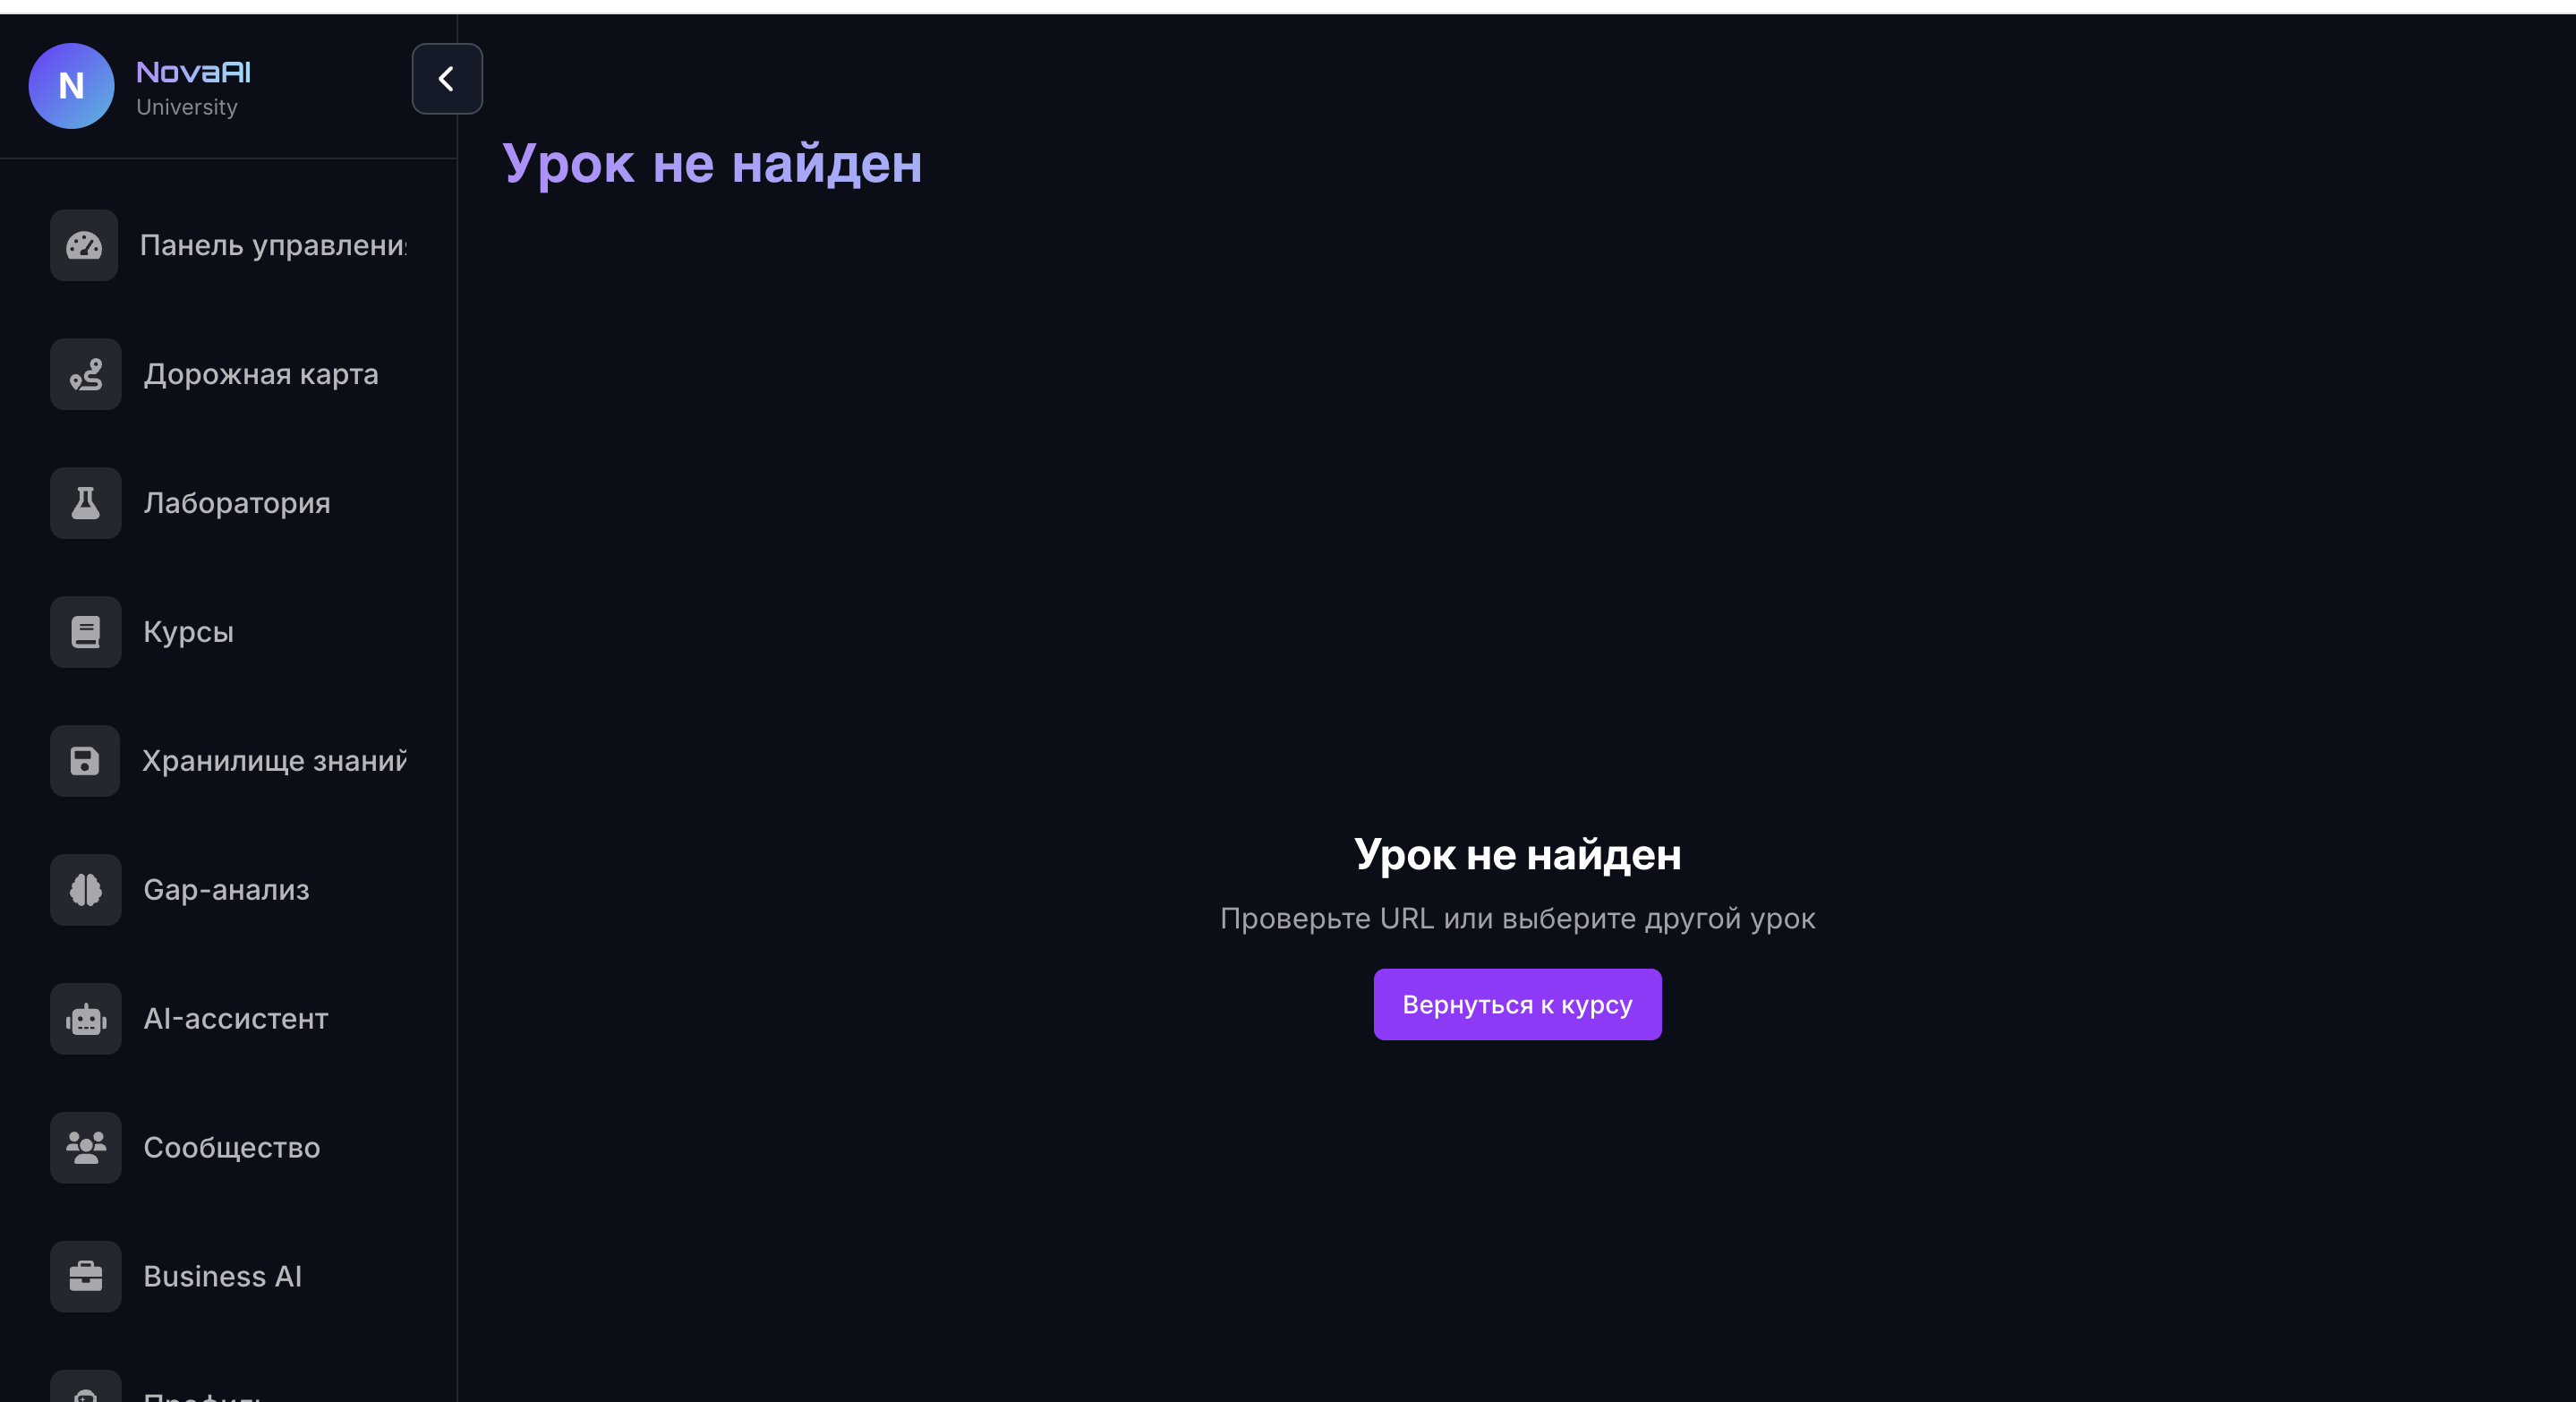 N
NovaAI
University
Урок не найден
Панель управлени
Дорожная карта
Лаборатория
Курсы
Хранилище знаний
Gap-анализ
AI-ассистент
Сообщество
Business AI
Урок не найден
Проверьте URL или выберите другой урок
Вернуться к курсу